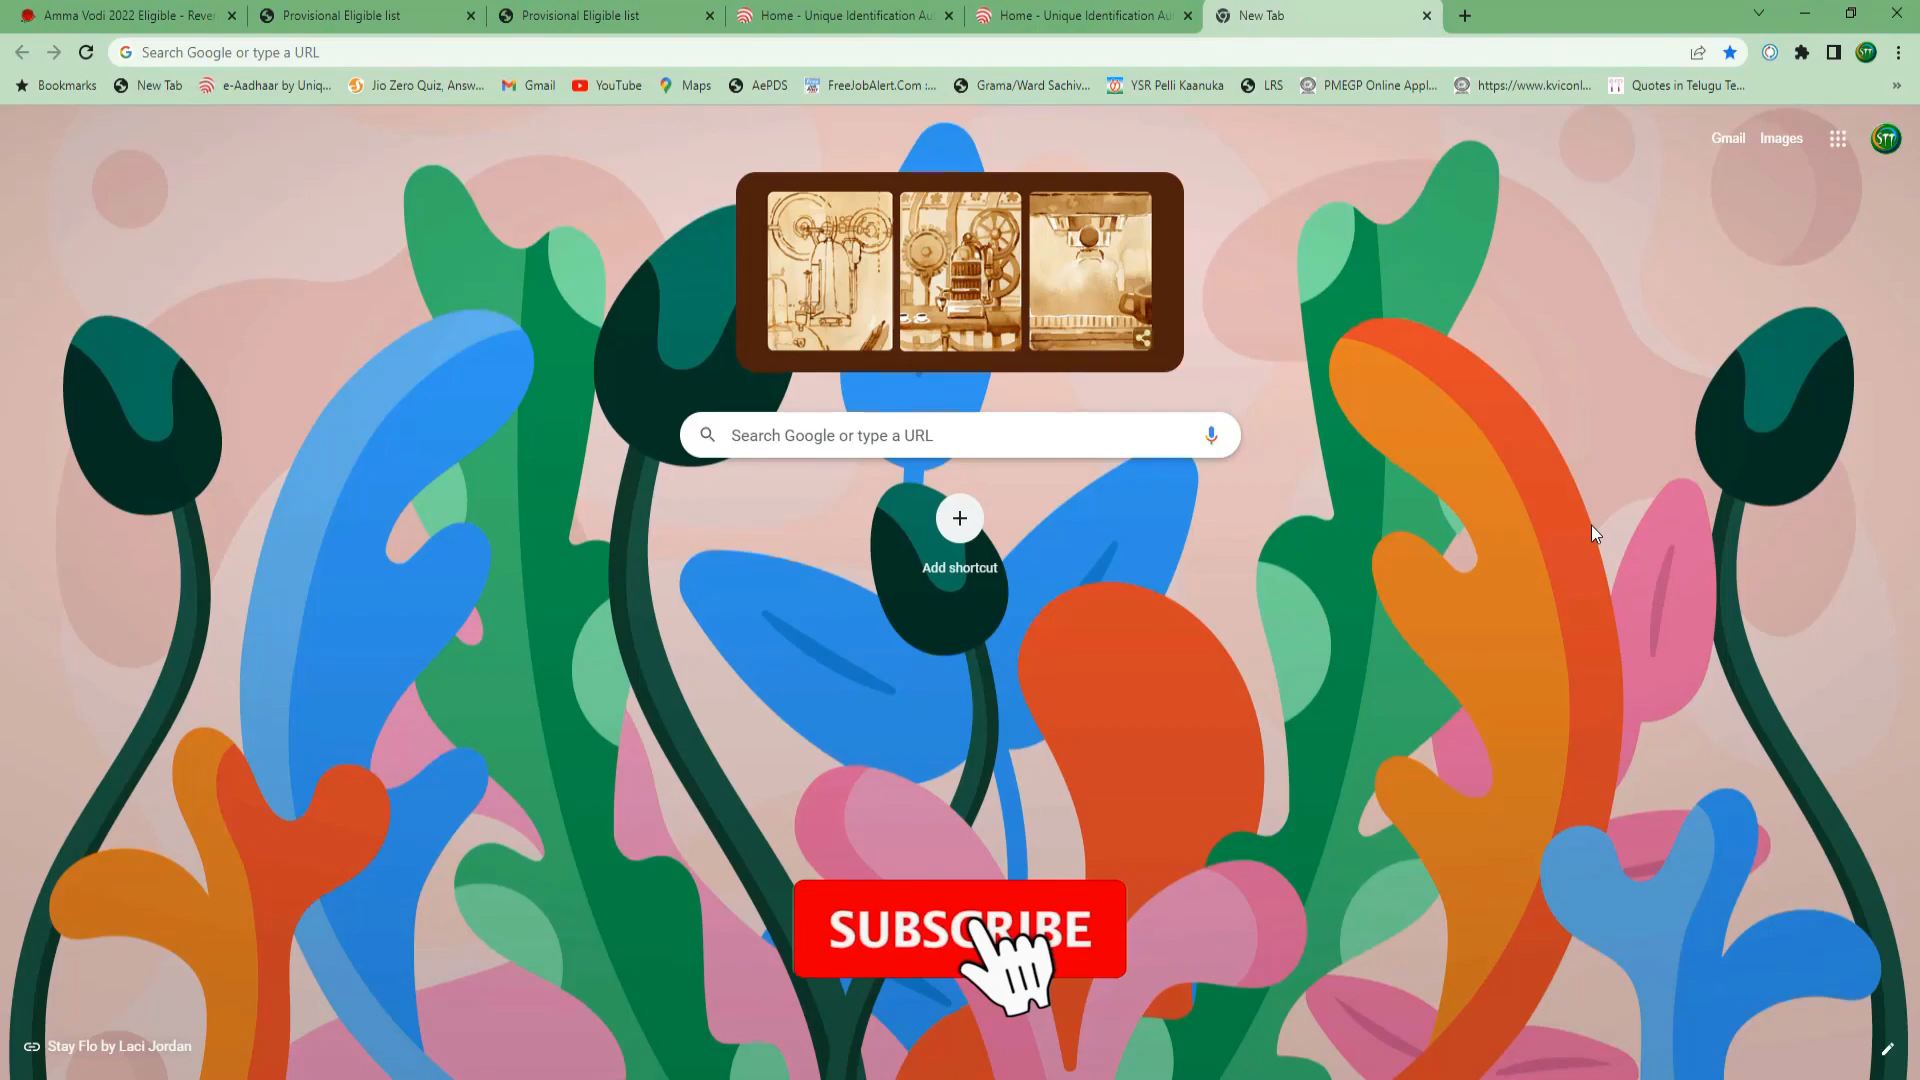 Amma Vodi 2022 Eligible - Rever
Provisional Eligible list
Provisional Eligible list
Home - Unique Identification Au
Home - Unique Identification Au
New Tab
Search Google or type a URL
Bookmarks
New Tab
e-Aadhaar by Uniq...
Jio Zero Quiz, Answ...
Gmail
YouTube
Maps
AePDS
FreeJobAlert.Com :...
Grama/Ward Sachiv...
YSR Pelli Kaanuka
LRS
PMEGP Online Appl...
https://www.kviconl...
Quotes in Telugu Te...
Gmail
Images
STT
Search Google or type a URL
Add shortcut
SUBSCRIBE
Stay Flo by Laci Jordan